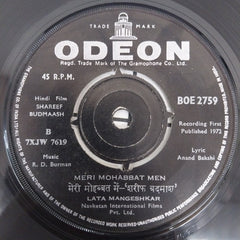 TRADE MARK
ODEON
Regd. Trade Mark of The Gramophone Co. Ltd.
45 R.P.M.
BOE 2759
Hindi Film
SHAREEF
BUDMAASH
Recording First
Published 1972
B
7XJW 7619
Music
R. D. Burman
Lyric
Anand Bakshi
MERI MOHABBAT MEN
मेरी मोहब्बत में - 'शरीफ़ बदमाश'
LATA MANGESHKAR
Navketan International Films
Pvt. Ltd.